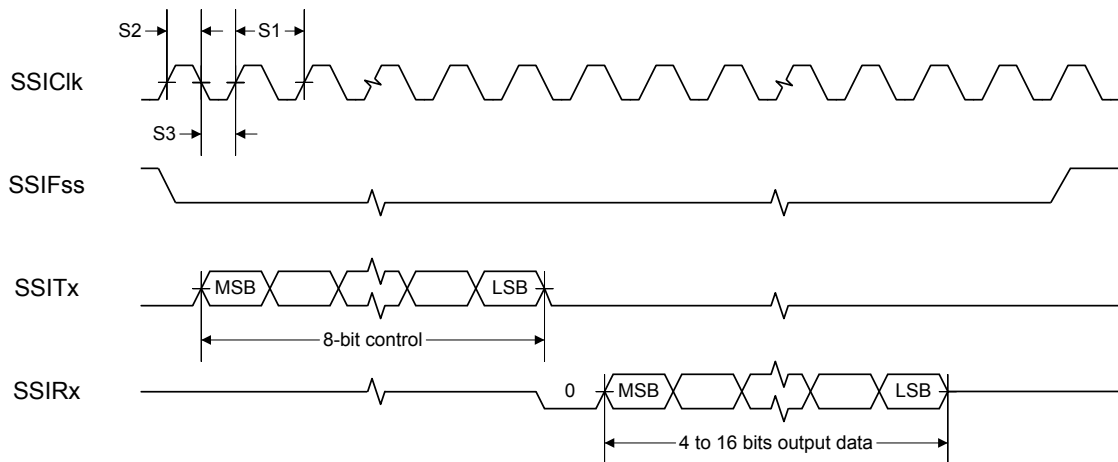 S2
S1
SSIClk
S3
SSIFss
SSITx
MSB
LSB
8-bit control
SSIRx
0
MSB
LSB
4 to 16 bits output data